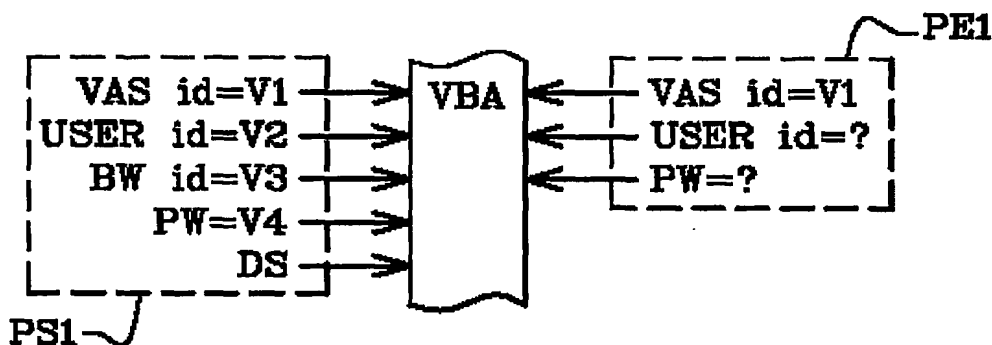 PE1
VAS id=V1
USER id=V2
BW id=V3
PW=V4
DS
VBA
VAS id=V1
USER id=?
PW=?
PS1